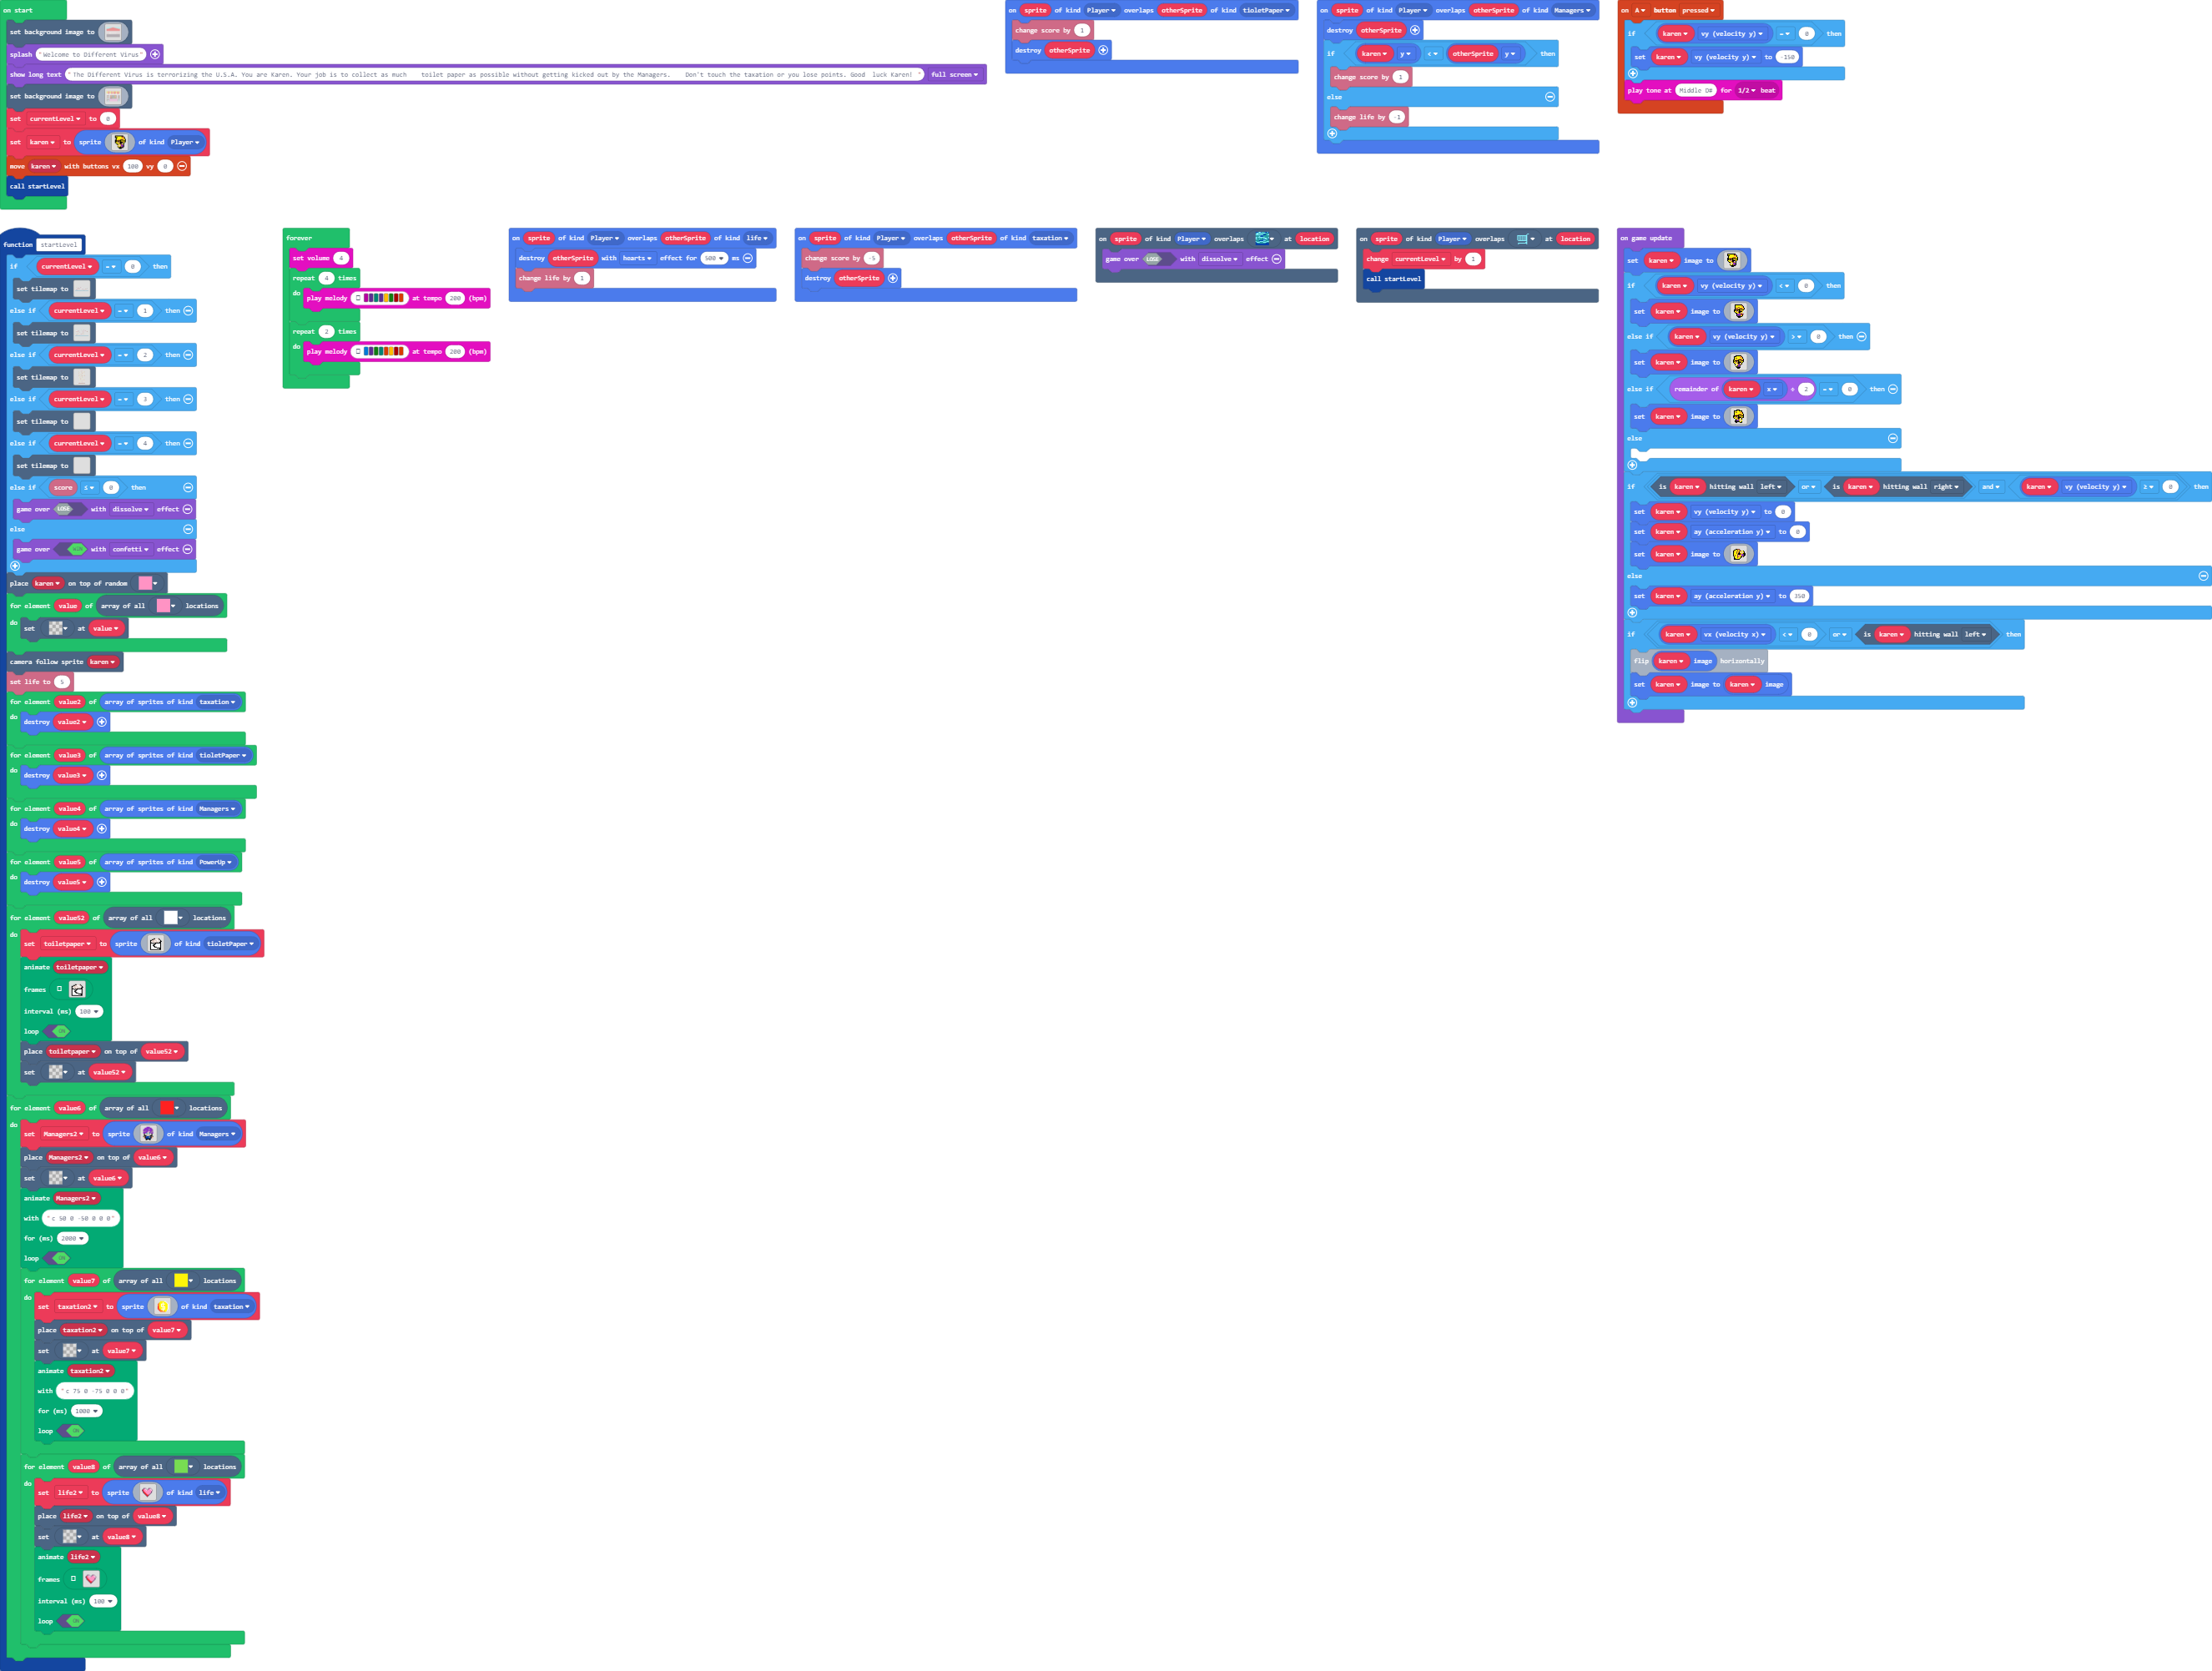 on start
set background image to
splash "Welcome to Different Virus"
show long text "The Different Virus is terrorizing the U.S.A. You are Karen. Your job is to collect as much toilet paper as possible without getting kicked out by the Managers. Don't touch the taxation or you lose points. Good luck Karen! " full screen
set background image to
set currentLevel to 0
set karen to sprite of kind Player
move karen with buttons vx 100 vy 0
call startLevel
on sprite of kind Player overlaps otherSprite of kind tioletPaper
change score by 1
destroy otherSprite
on sprite of kind Player overlaps otherSprite of kind Managers
destroy otherSprite
if karen y < otherSprite y then
change score by 1
else
change life by -1
on A button pressed
if karen vy (velocity y) = 0 then
set karen vy (velocity y) to -150
play tone at Middle D# for 1/2 beat
function startLevel
if currentLevel = 0 then
set tilemap to
else if currentLevel = 1 then
set tilemap to
else if currentLevel = 2 then
set tilemap to
else if currentLevel = 3 then
set tilemap to
else if currentLevel = 4 then
set tilemap to
else if score ≤ 0 then
game over LOSE with dissolve effect
else
game over WIN with confetti effect
place karen on top of random
for element value of array of all locations
do
set at value
camera follow sprite karen
set life to 5
for element value2 of array of sprites of kind taxation
do destroy value2
for element value3 of array of sprites of kind tioletPaper
do destroy value3
for element value4 of array of sprites of kind Managers
do destroy value4
for element value5 of array of sprites of kind PowerUp
do destroy value5
for element value52 of array of all locations
do
set toiletpaper to sprite of kind tioletPaper
animate toiletpaper
frames
interval (ms) 100
loop ON
place toiletpaper on top of value52
set at value52
for element value6 of array of all locations
do
set Managers2 to sprite of kind Managers
place Managers2 on top of value6
set at value6
animate Managers2
with "c 50 0 -50 0 0 0"
for (ms) 2000
loop ON
for element value7 of array of all locations
do
set taxation2 to sprite of kind taxation
place taxation2 on top of value7
set at value7
animate taxation2
with "c 75 0 -75 0 0 0"
for (ms) 1000
loop ON
for element value8 of array of all locations
do
set life2 to sprite of kind life
place life2 on top of value8
set at value8
animate life2
frames
interval (ms) 100
loop ON
forever
set volume 4
repeat 4 times
do play melody at tempo 200 (bpm)
repeat 2 times
do play melody at tempo 200 (bpm)
on sprite of kind Player overlaps otherSprite of kind life
destroy otherSprite with hearts effect for 500 ms
change life by 1
on sprite of kind Player overlaps otherSprite of kind taxation
change score by -5
destroy otherSprite
on sprite of kind Player overlaps at location
game over LOSE with dissolve effect
on sprite of kind Player overlaps at location
change currentLevel by 1
call startLevel
on game update
set karen image to
if karen vy (velocity y) < 0 then
set karen image to
else if karen vy (velocity y) > 0 then
set karen image to
else if remainder of karen x ÷ 2 = 0 then
set karen image to
else
if is karen hitting wall left or is karen hitting wall right and karen vy (velocity y) ≥ 0 then
set karen vy (velocity y) to 0
set karen ay (acceleration y) to 0
set karen image to
else
set karen ay (acceleration y) to 350
if karen vx (velocity x) < 0 or is karen hitting wall left then
flip karen image horizontally
set karen image to karen image